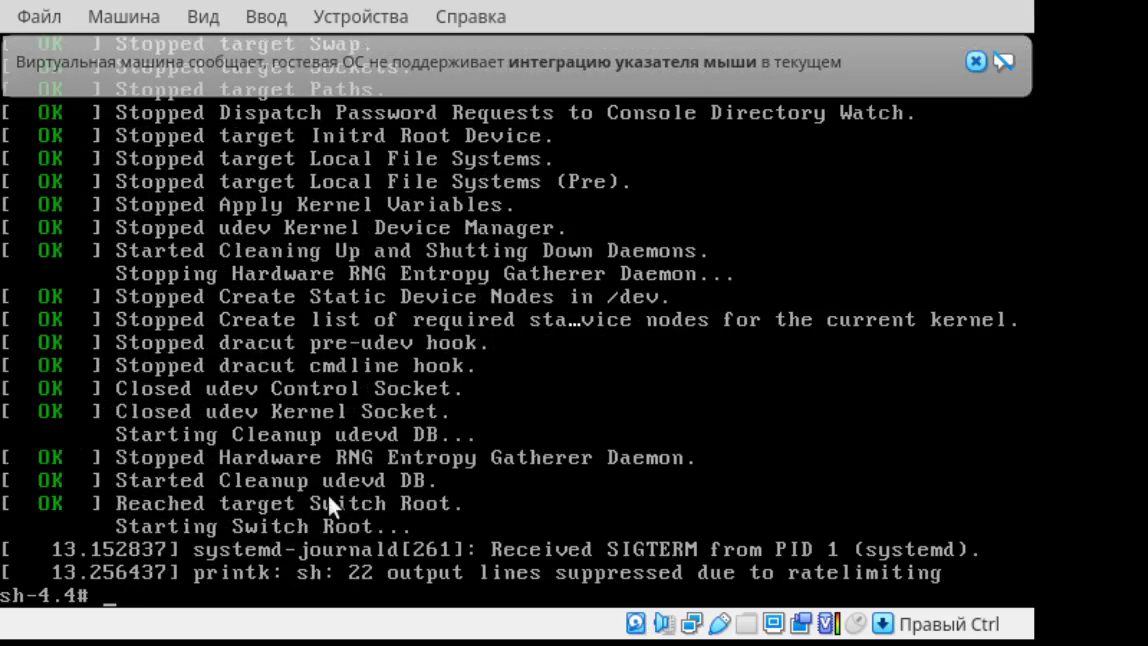 Файл Машина Вид Ввод Устройства Справка
[ OK ] Stopped target Swap.
Виртуальная машина сообщает, гостевая ОС не поддерживает интеграцию указателя мыши в текущем
[ OK ] Stopped target Sockets.
[ OK ] Stopped target Paths.
[ OK ] Stopped Dispatch Password Requests to Console Directory Watch.
[ OK ] Stopped target Initrd Root Device.
[ OK ] Stopped target Local File Systems.
[ OK ] Stopped target Local File Systems (Pre).
[ OK ] Stopped Apply Kernel Variables.
[ OK ] Stopped udev Kernel Device Manager.
[ OK ] Started Cleaning Up and Shutting Down Daemons.
Stopping Hardware RNG Entropy Gatherer Daemon...
[ OK ] Stopped Create Static Device Nodes in /dev.
[ OK ] Stopped Create list of required sta…vice nodes for the current kernel.
[ OK ] Stopped dracut pre-udev hook.
[ OK ] Stopped dracut cmdline hook.
[ OK ] Closed udev Control Socket.
[ OK ] Closed udev Kernel Socket.
Starting Cleanup udevd DB...
[ OK ] Stopped Hardware RNG Entropy Gatherer Daemon.
[ OK ] Started Cleanup udevd DB.
[ OK ] Reached target Switch Root.
Starting Switch Root...
[ 13.152837] systemd-journald[261]: Received SIGTERM from PID 1 (systemd).
[ 13.256437] printk: sh: 22 output lines suppressed due to ratelimiting
sh-4.4# _
Правый Ctrl